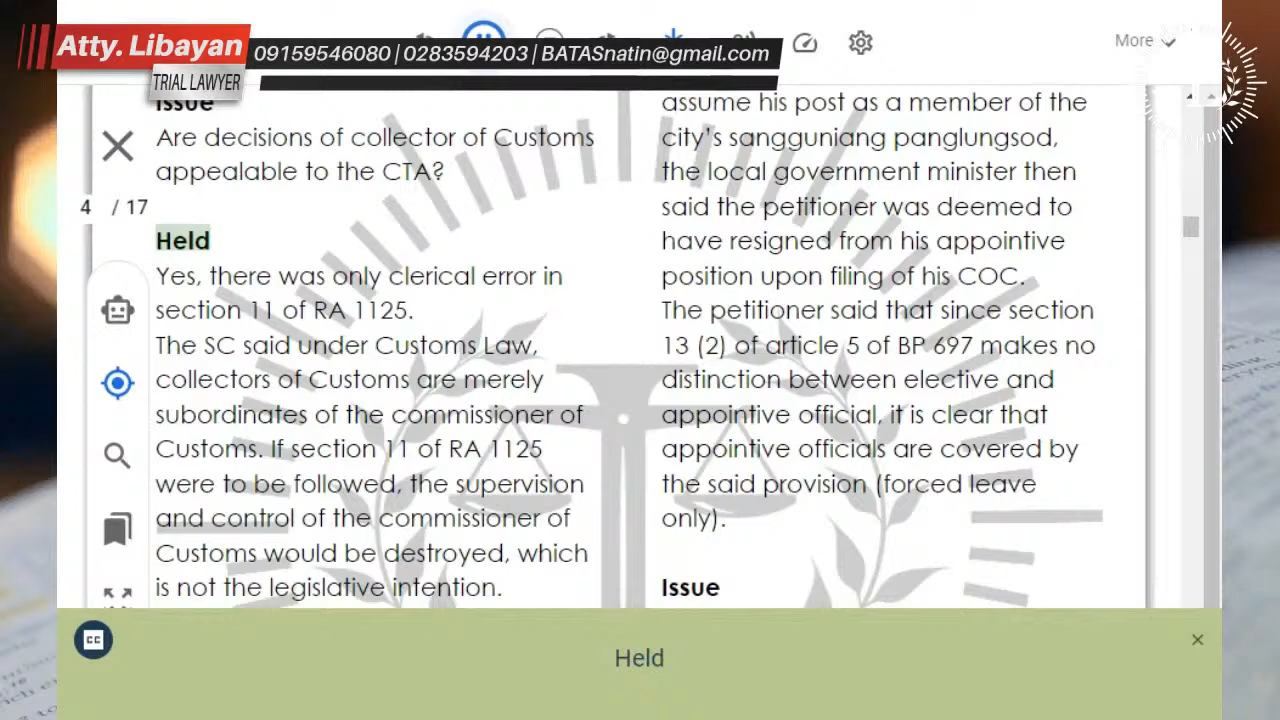 Atty. Libayan
TRIAL LAWYER
09159546080 | 0283594203 | BATASnatin@gmail.com
More
4 / 17
Issue
Are decisions of collector of Customs
appealable to the CTA?
Held
Yes, there was only clerical error in
section 11 of RA 1125.
The SC said under Customs Law,
collectors of Customs are merely
subordinates of the commissioner of
Customs. If section 11 of RA 1125
were to be followed, the supervision
and control of the commissioner of
Customs would be destroyed, which
is not the legislative intention.
assume his post as a member of the
city's sangguniang panglungsod,
the local government minister then
said the petitioner was deemed to
have resigned from his appointive
position upon filing of his COC.
The petitioner said that since section
13 (2) of article 5 of BP 697 makes no
distinction between elective and
appointive official, it is clear that
appointive officials are covered by
the said provision (forced leave
only).
Issue
CC
Held